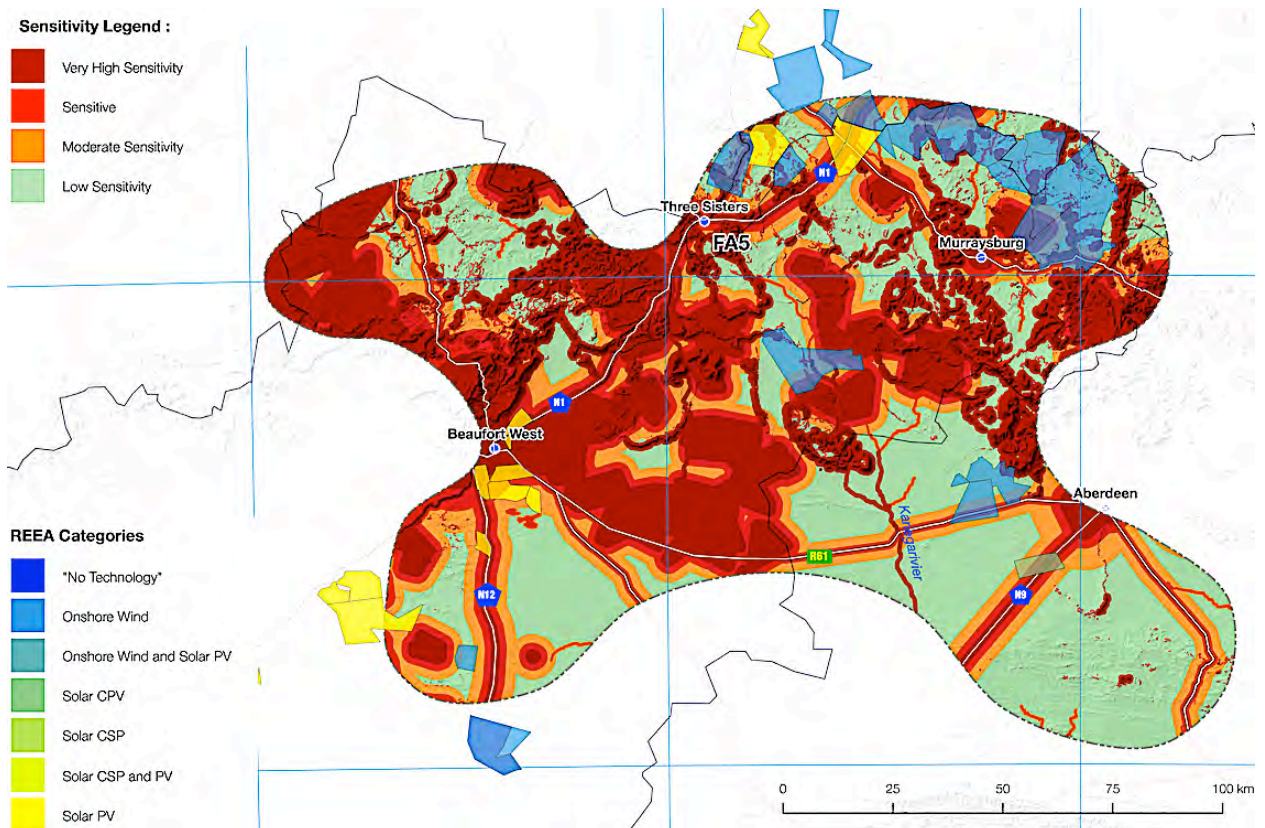 Sensitivity Legend :
Very High Sensitivity
Sensitive
Moderate Sensitivity
Low Sensitivity
N1
Three Sisters
FA5
Murraysburg
N1
Beaufort West
Aberdeen
REEA Categories
"No Technology"
Onshore Wind
Onshore Wind and Solar PV
Solar CPV
Solar CSP
Solar CSP and PV
Solar PV
R61
N12
N9
0 25 50 75 100 km